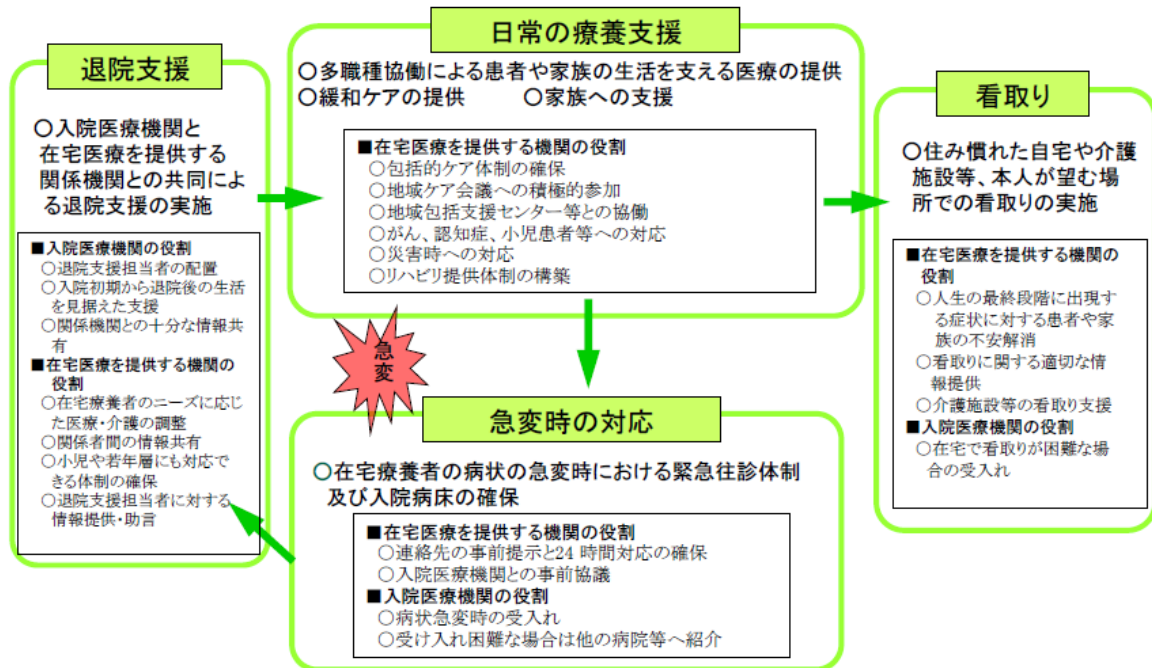 退院支援
○入院医療機関と
在宅医療を提供する
関係機関との共同によ
る退院支援の実施
■入院医療機関の役割
○退院支援担当者の配置
○入院初期から退院後の生活
を見据えた支援
○関係機関との十分な情報共
有
■在宅医療を提供する機関の
役割
○在宅療養者のニーズに応じ
た医療・介護の調整
○関係者間の情報共有
○小児や若年層にも対応で
きる体制の確保
○退院支援担当者に対する
情報提供・助言
日常の療養支援
○多職種協働による患者や家族の生活を支える医療の提供
○緩和ケアの提供　○家族への支援
■在宅医療を提供する機関の役割
○包括的ケア体制の確保
○地域ケア会議への積極的参加
○地域包括支援センター等との協働
○がん、認知症、小児患者等への対応
○災害時への対応
○リハビリ提供体制の構築
急変
急変時の対応
○在宅療養者の病状の急変時における緊急往診体制
及び入院病床の確保
■在宅医療を提供する機関の役割
○連絡先の事前提示と24 時間対応の確保
○入院医療機関との事前協議
■入院医療機関の役割
○病状急変時の受入れ
○受け入れ困難な場合は他の病院等へ紹介
看取り
○住み慣れた自宅や介護
施設等、本人が望む場
所での看取りの実施
■在宅医療を提供する機関の
役割
○人生の最終段階に出現す
る症状に対する患者や家
族の不安解消
○看取りに関する適切な情
報提供
○介護施設等の看取り支援
■入院医療機関の役割
○在宅で看取りが困難な場
合の受入れ